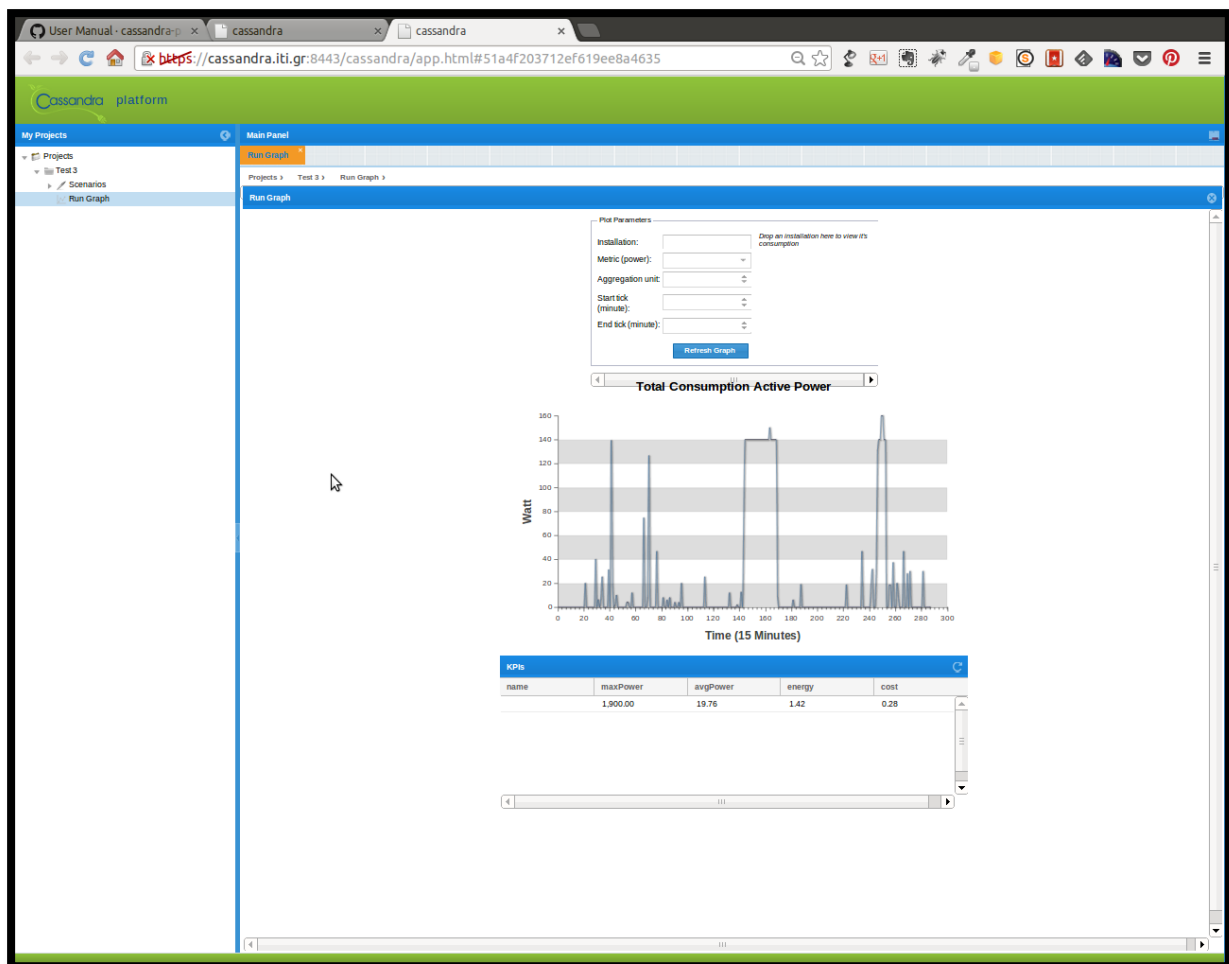 User Manual · cassandra-p
cassandra
cassandra
https://cassandra.iti.gr:8443/cassandra/app.html#51a4f203712ef619ee8a4635
Cassandra platform
My Projects
Main Panel
Projects
Test 3
Scenarios
Run Graph
Run Graph
Projects › Test 3 › Run Graph ›
Run Graph
Plot Parameters
Installation:
Drop an installation here to view it's
consumption
Metric (power):
Aggregation unit:
Start tick
(minute):
End tick (minute):
Refresh Graph
Total Consumption Active Power
Watt
160
140
120
100
80
60
40
20
0
0 20 40 60 80 100 120 140 160 180 200 220 240 260 280 300
Time (15 Minutes)
KPIs
name maxPower avgPower energy cost
1,900.00 19.76 1.42 0.28